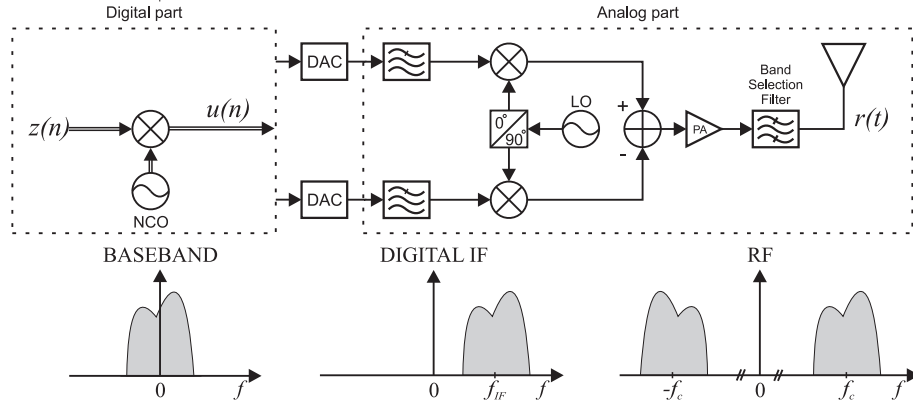 Digital part
Analog part
DAC
z(n)
u(n)
NCO
0°
90°
LO
+
-
PA
Band
Selection
Filter
r(t)
DAC
BASEBAND
DIGITAL IF
RF
0
f
0
f_IF
f
-f_c
0
f_c
f